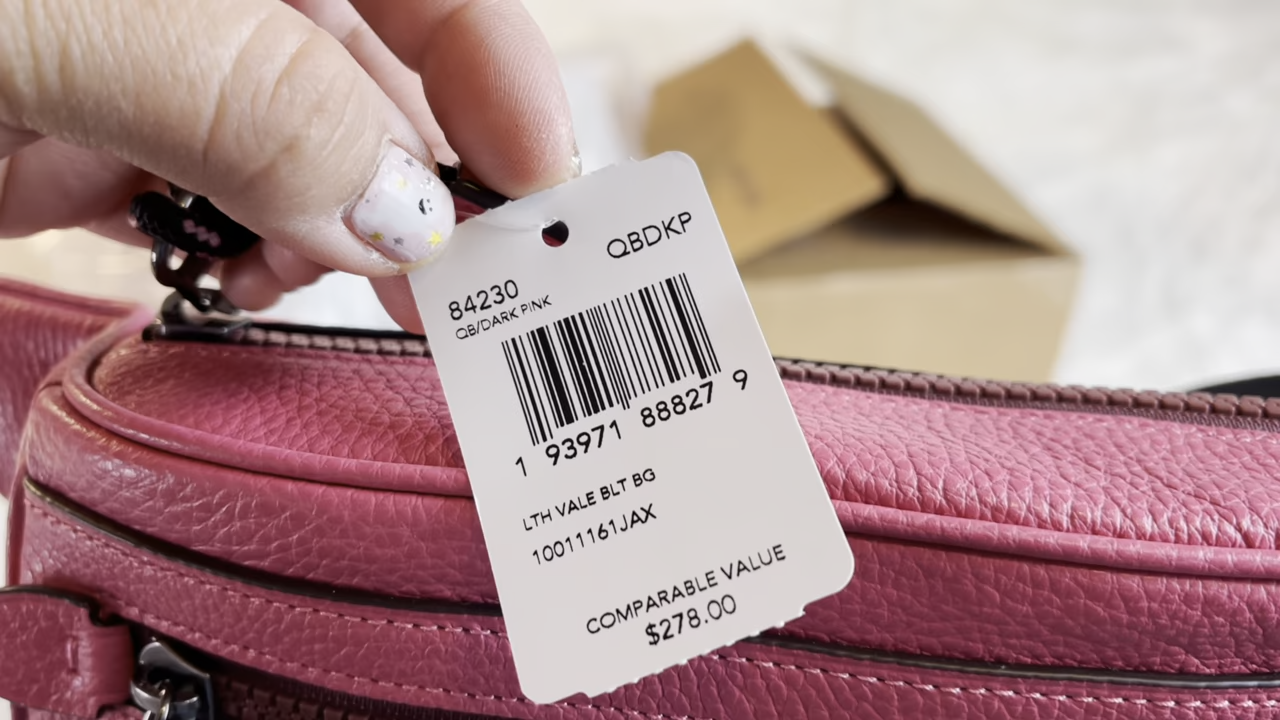 QBDKP
84230
QB/DARK PINK
1 93971 88827 9
LTH VALE BLT BG
10011161JAX
COMPARABLE VALUE
$278.00